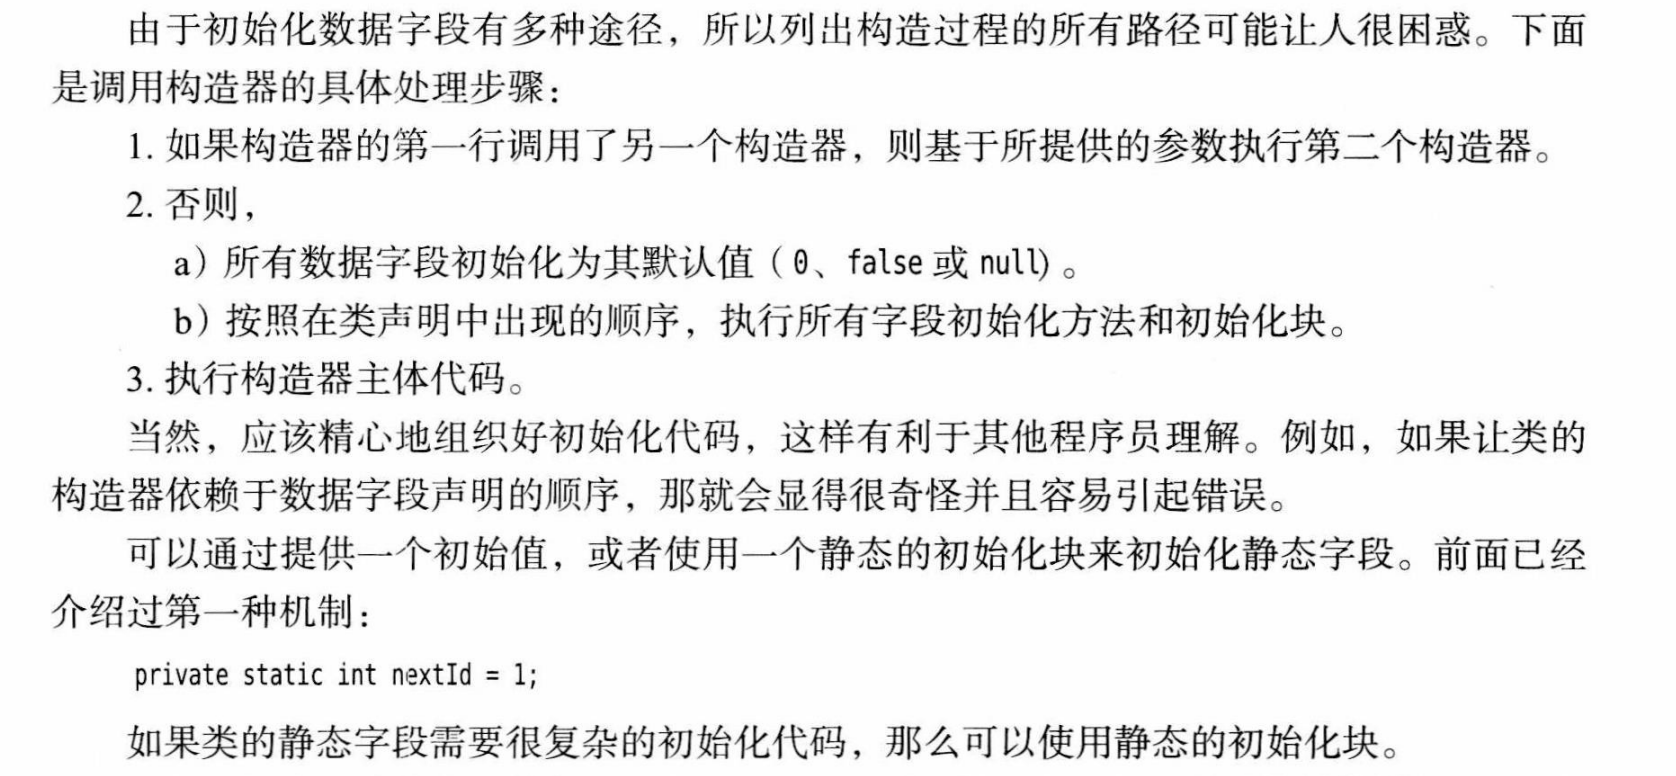 由于初始化数据字段有多种途径，所以列出构造过程的所有路径可能让人很困惑。下面
是调用构造器的具体处理步骤：
1. 如果构造器的第一行调用了另一个构造器，则基于所提供的参数执行第二个构造器。
2. 否则，
a）所有数据字段初始化为其默认值（0、false 或 null）。
b）按照在类声明中出现的顺序，执行所有字段初始化方法和初始化块。
3. 执行构造器主体代码。
当然，应该精心地组织好初始化代码，这样有利于其他程序员理解。例如，如果让类的
构造器依赖于数据字段声明的顺序，那就会显得很奇怪并且容易引起错误。
可以通过提供一个初始值，或者使用一个静态的初始化块来初始化静态字段。前面已经
介绍过第一种机制：
private static int nextId = 1;
如果类的静态字段需要很复杂的初始化代码，那么可以使用静态的初始化块。